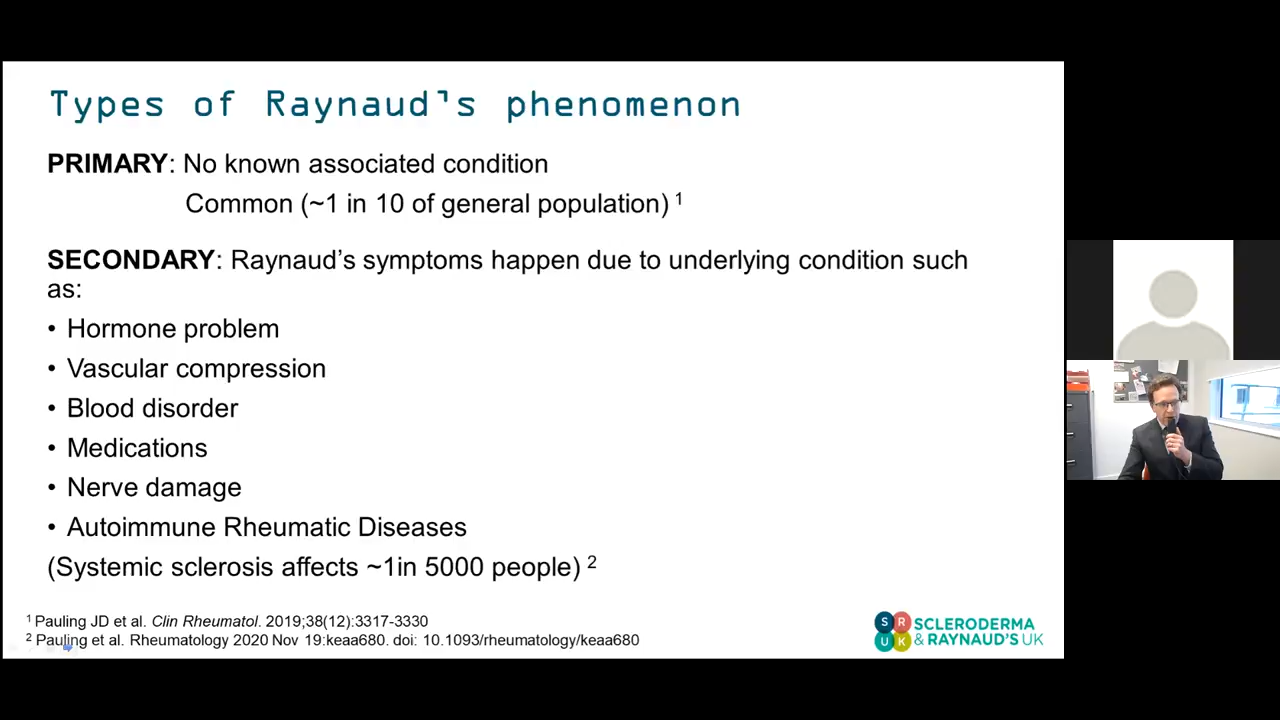 Types of Raynaud's phenomenon
PRIMARY: No known associated condition
Common (~1 in 10 of general population) 1
SECONDARY: Raynaud’s symptoms happen due to underlying condition such
as:
• Hormone problem
• Vascular compression
• Blood disorder
• Medications
• Nerve damage
• Autoimmune Rheumatic Diseases
(Systemic sclerosis affects ~1in 5000 people) 2
1 Pauling JD et al. Clin Rheumatol. 2019;38(12):3317-3330
2 Pauling et al. Rheumatology 2020 Nov 19:keaa680. doi: 10.1093/rheumatology/keaa680
S R
U K
SCLERODERMA
& RAYNAUD'S UK